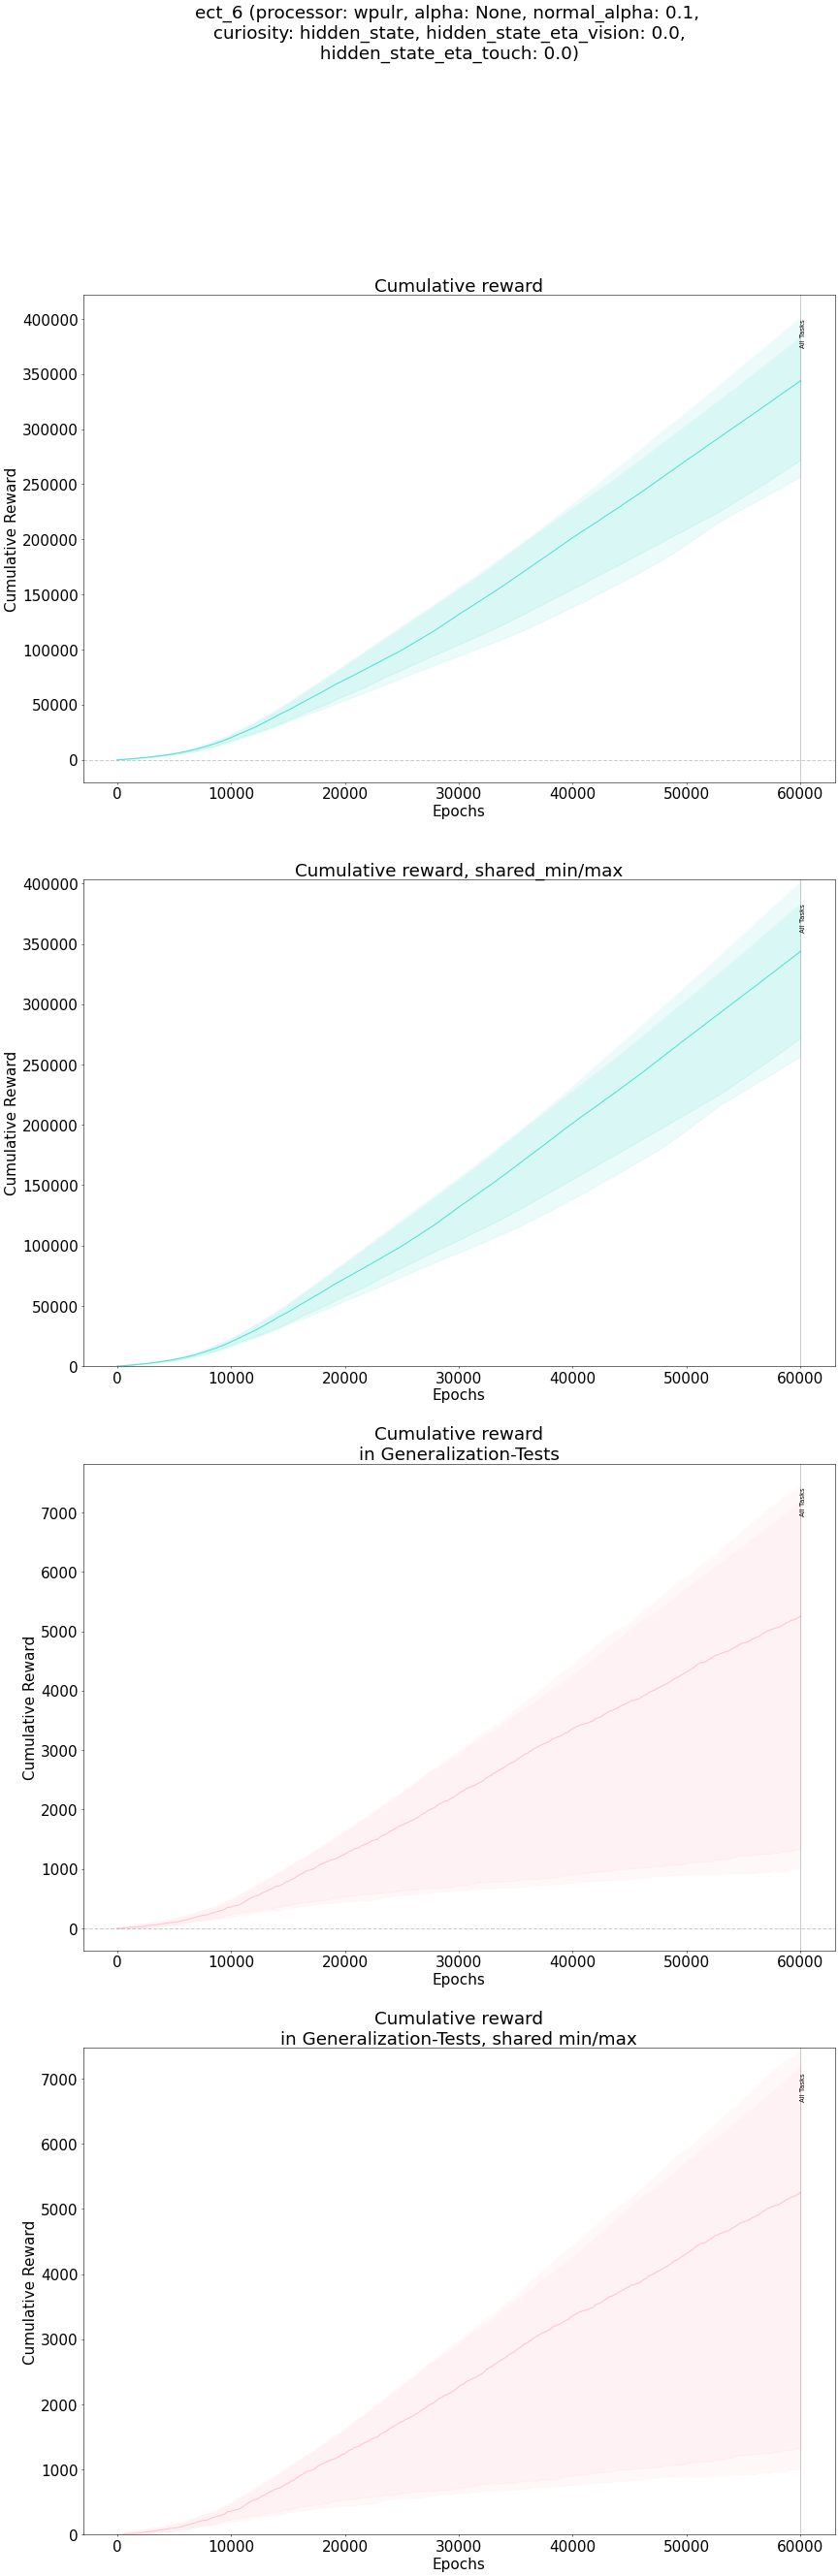 ect_6 (processor: wpulr, alpha: None, normal_alpha: 0.1,
curiosity: hidden_state, hidden_state_eta_vision: 0.0,
hidden_state_eta_touch: 0.0)
Cumulative reward
400000
350000
300000
250000
200000
150000
100000
50000
0
Cumulative Reward
All Tasks
0 10000 20000 30000 40000 50000 60000
Epochs
Cumulative reward, shared_min/max
400000
350000
300000
250000
200000
150000
100000
50000
0
Cumulative Reward
All Tasks
0 10000 20000 30000 40000 50000 60000
Epochs
Cumulative reward
in Generalization-Tests
7000
6000
5000
4000
3000
2000
1000
0
Cumulative Reward
All Tasks
0 10000 20000 30000 40000 50000 60000
Epochs
Cumulative reward
in Generalization-Tests, shared min/max
7000
6000
5000
4000
3000
2000
1000
0
Cumulative Reward
All Tasks
0 10000 20000 30000 40000 50000 60000
Epochs